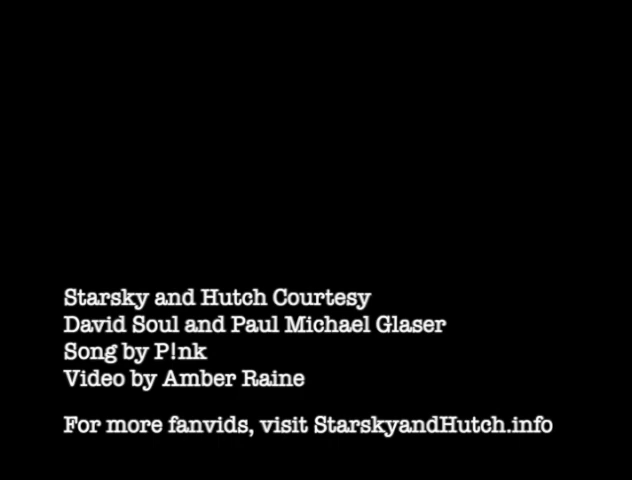 Starsky and Hutch Courtesy
David Soul and Paul Michael Glaser
Song by P!nk
Video by Amber Raine
For more fanvids, visit StarskyandHutch.info